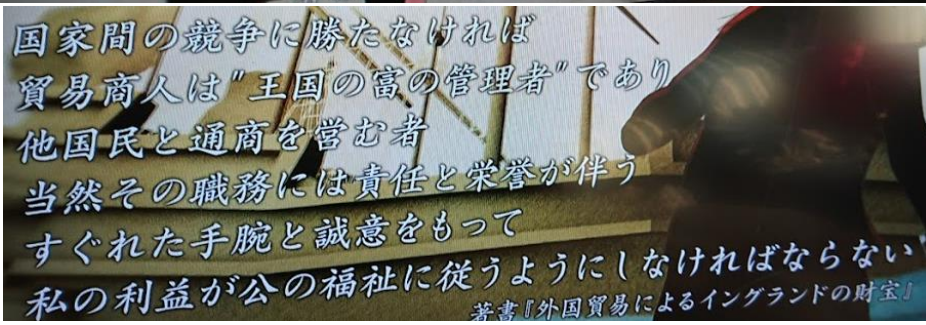 国家間の競争に勝たなければ
貿易商人は"王国の富の管理者"であり
他国民と通商を営む者
当然その職務には責任と栄誉が伴う
すぐれた手腕と誠意をもって
私の利益が公の福祉に従うようにしなければならない
著書『外国貿易によるイングランドの財宝』